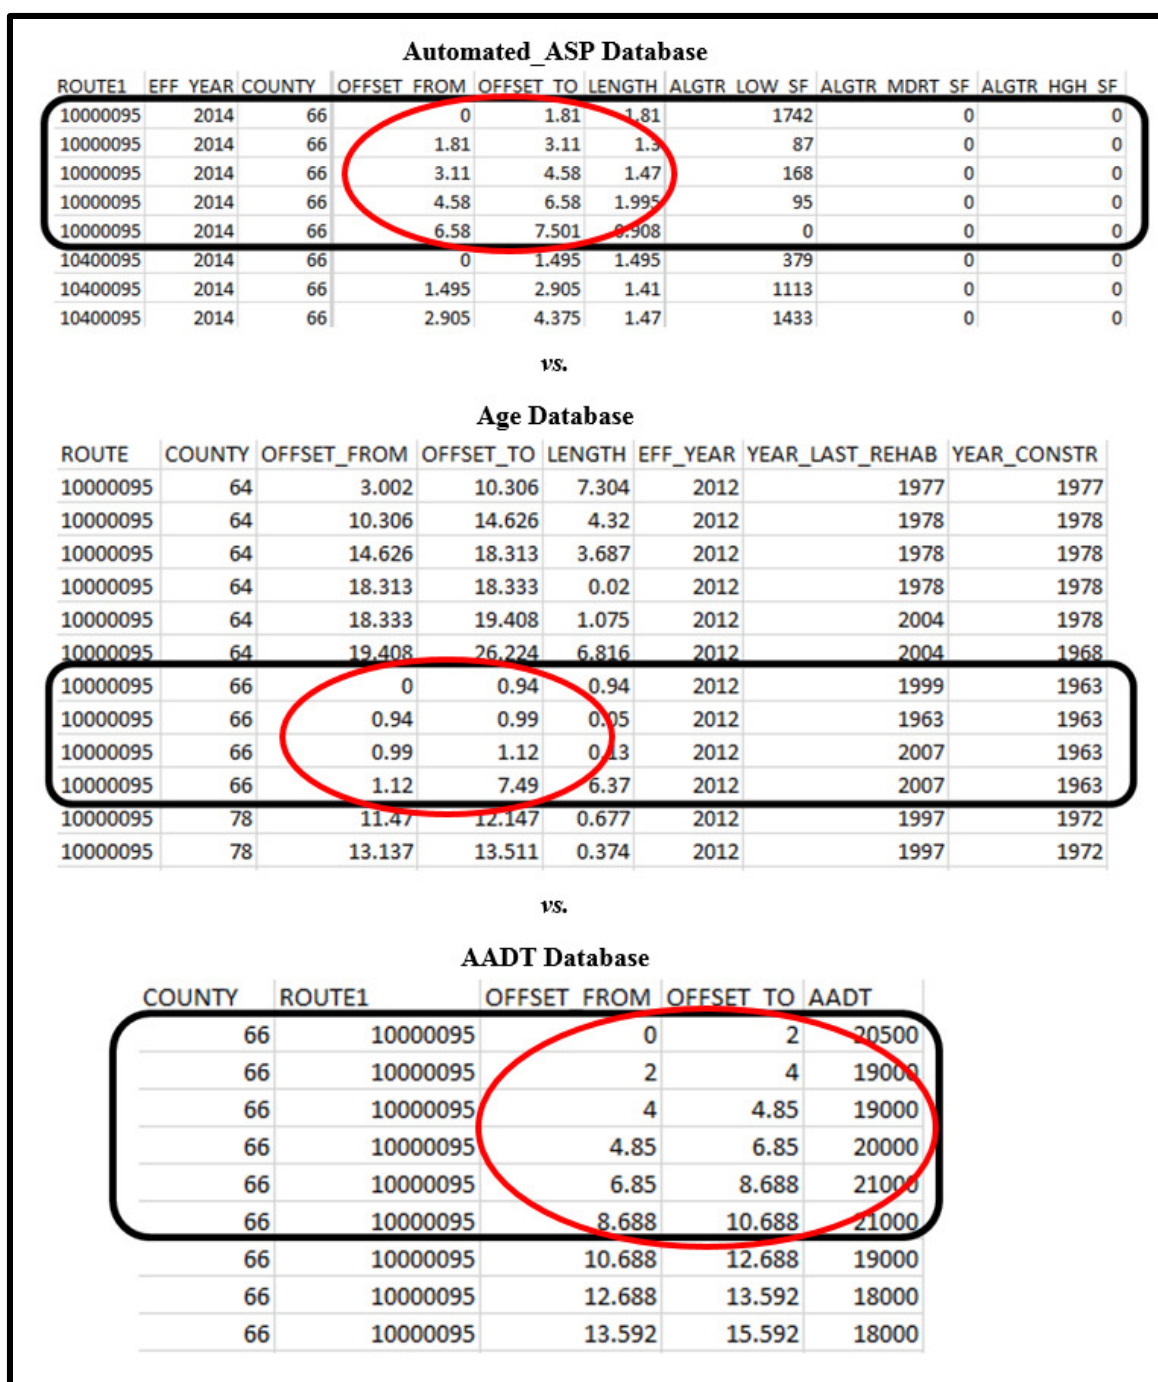 Automated_ASP Database
ROUTE1 EFF_YEAR COUNTY OFFSET_FROM OFFSET_TO LENGTH ALGTR_LOW_SF ALGTR_MDRT_SF ALGTR_HGH_SF
10000095 2014 66 0 1.81 1.81 1742 0 0
10000095 2014 66 1.81 3.11 1.3 87 0 0
10000095 2014 66 3.11 4.58 1.47 168 0 0
10000095 2014 66 4.58 6.58 1.995 95 0 0
10000095 2014 66 6.58 7.501 0.908 0 0 0
10400095 2014 66 0 1.495 1.495 379 0 0
10400095 2014 66 1.495 2.905 1.41 1113 0 0
10400095 2014 66 2.905 4.375 1.47 1433 0 0
vs.
Age Database
ROUTE COUNTY OFFSET_FROM OFFSET_TO LENGTH EFF_YEAR YEAR_LAST_REHAB YEAR_CONSTR
10000095 64 3.002 10.306 7.304 2012 1977 1977
10000095 64 10.306 14.626 4.32 2012 1978 1978
10000095 64 14.626 18.313 3.687 2012 1978 1978
10000095 64 18.313 18.333 0.02 2012 1978 1978
10000095 64 18.333 19.408 1.075 2012 2004 1978
10000095 64 19.408 26.224 6.816 2012 2004 1968
10000095 66 0 0.94 0.94 2012 1999 1963
10000095 66 0.94 0.99 0.05 2012 1963 1963
10000095 66 0.99 1.12 0.13 2012 2007 1963
10000095 66 1.12 7.49 6.37 2012 2007 1963
10000095 78 11.47 12.147 0.677 2012 1997 1972
10000095 78 13.137 13.511 0.374 2012 1997 1972
vs.
AADT Database
COUNTY ROUTE1 OFFSET_FROM OFFSET_TO AADT
66 10000095 0 2 20500
66 10000095 2 4 19000
66 10000095 4 4.85 19000
66 10000095 4.85 6.85 20000
66 10000095 6.85 8.688 21000
66 10000095 8.688 10.688 21000
66 10000095 10.688 12.688 19000
66 10000095 12.688 13.592 18000
66 10000095 13.592 15.592 18000